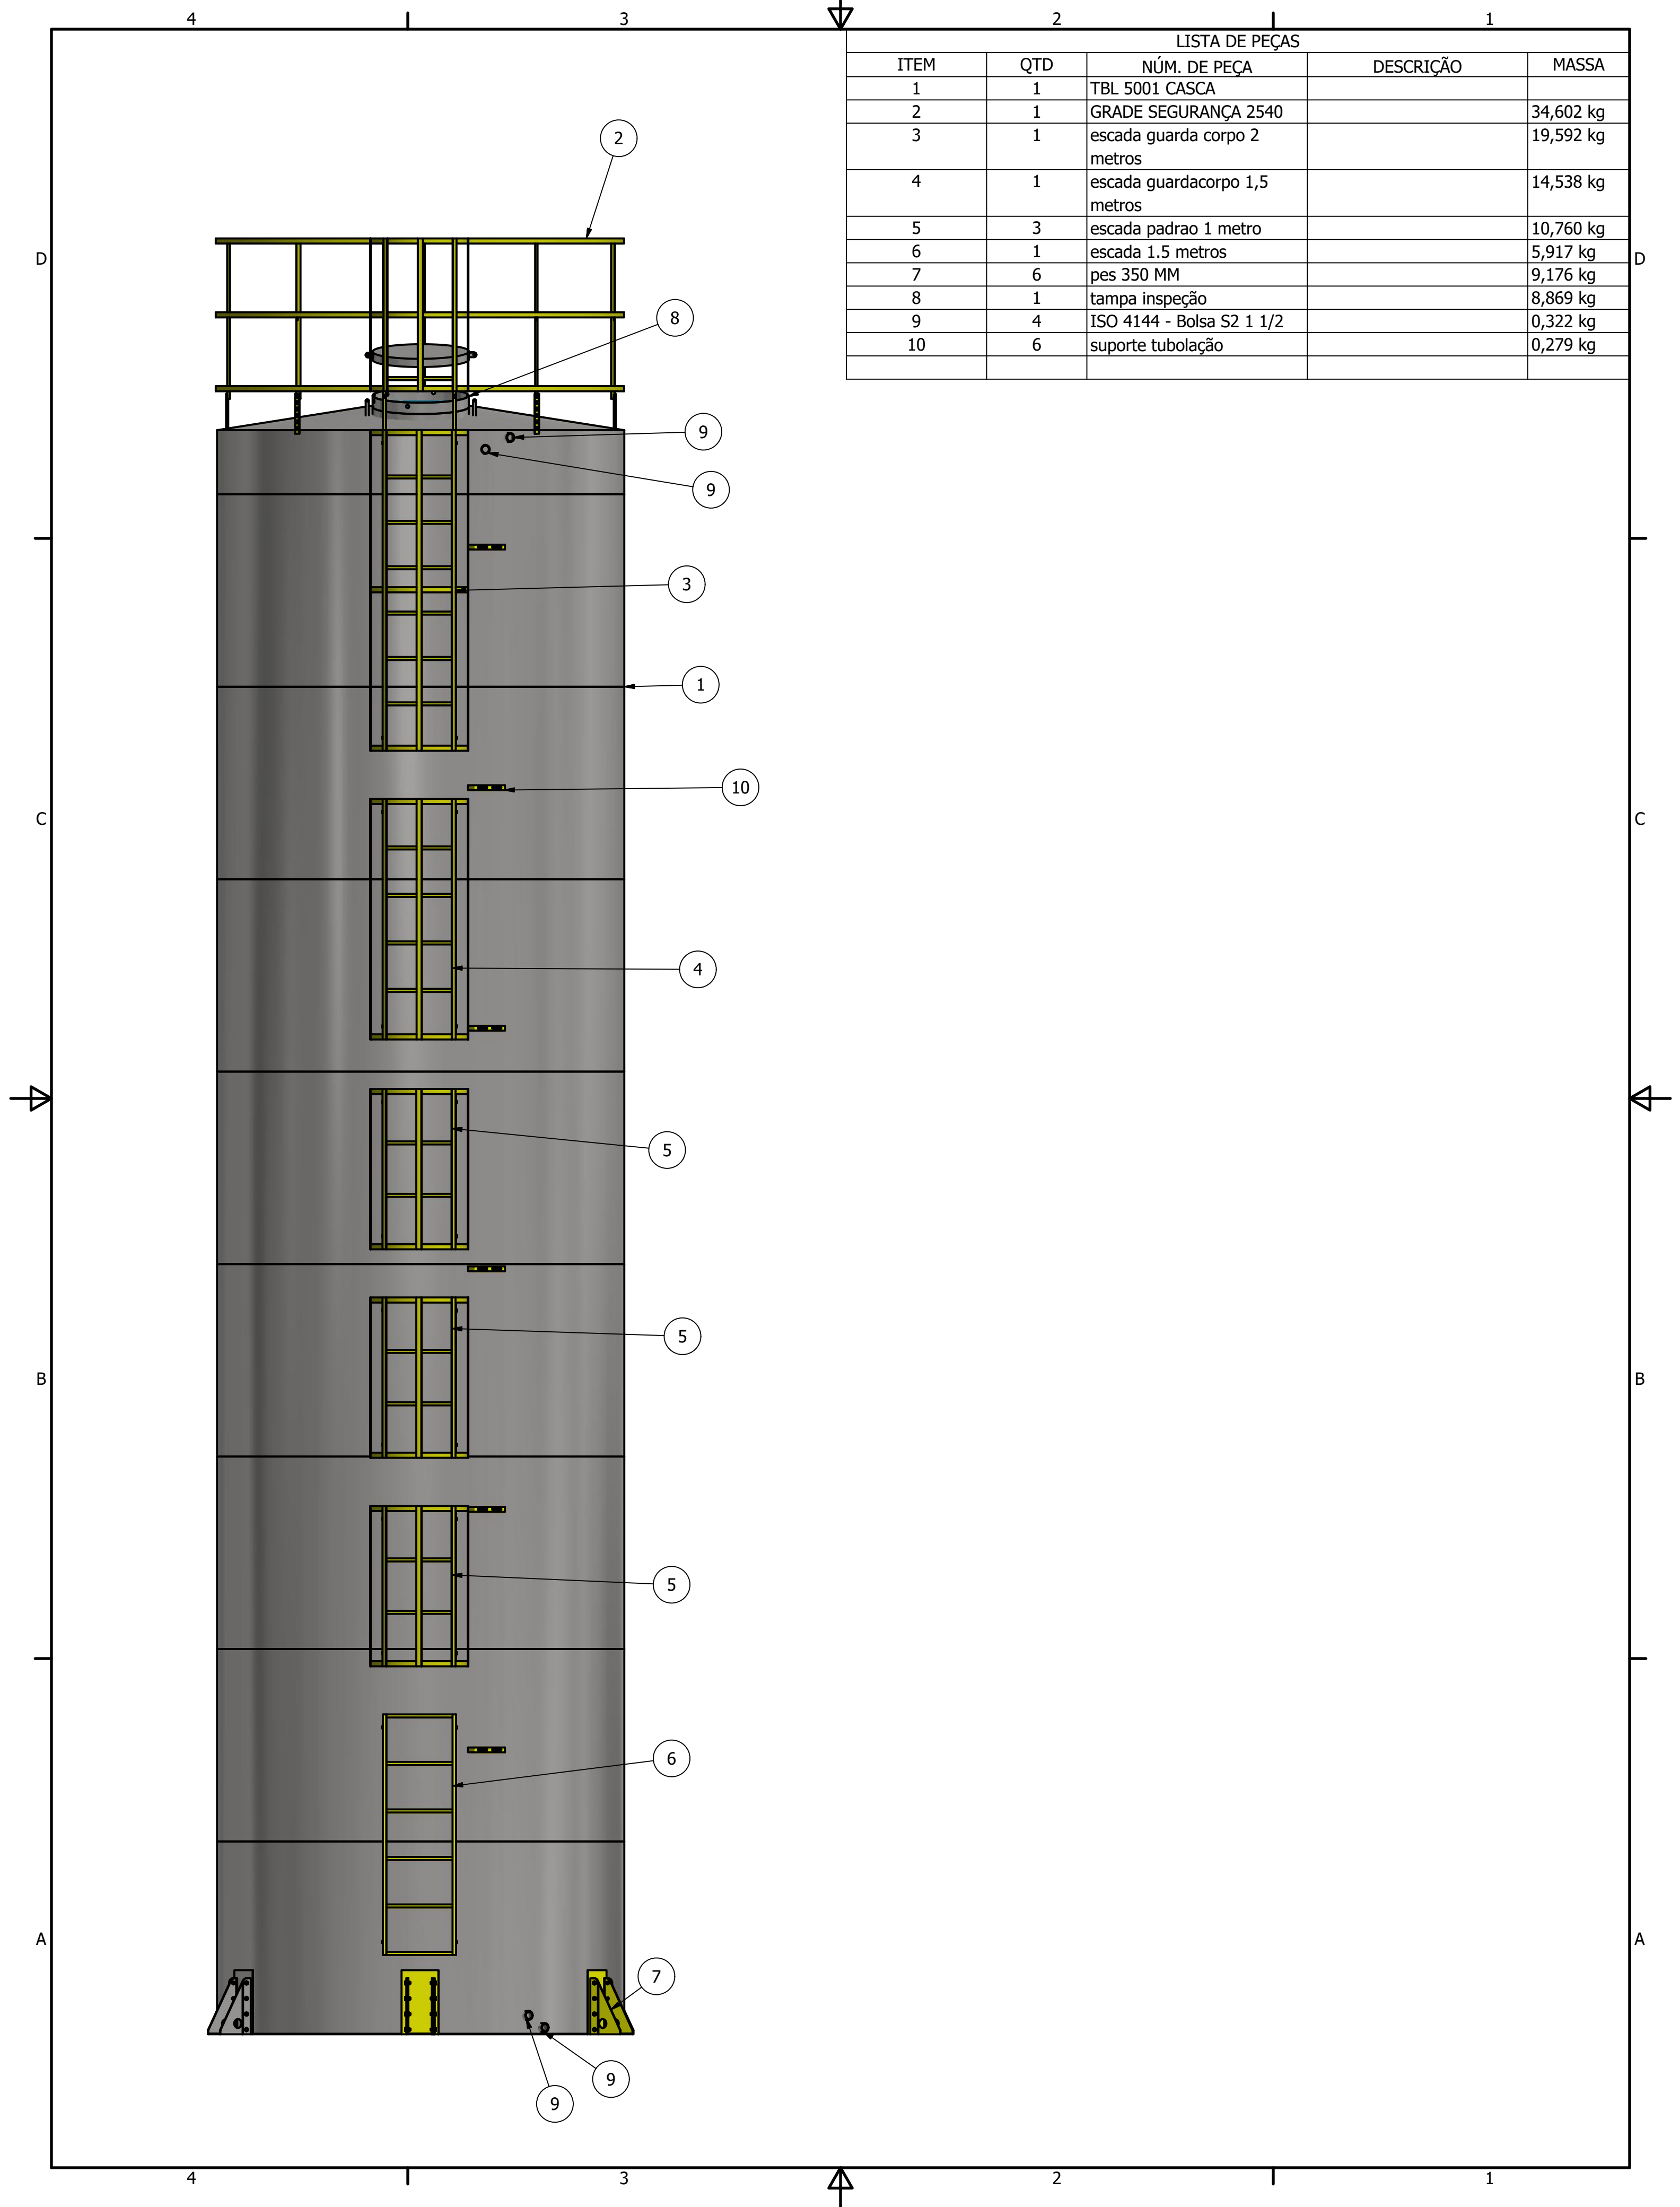 4 3 2 1
LISTA DE PEÇAS
ITEM QTD NÚM. DE PEÇA DESCRIÇÃO MASSA
1 1 TBL 5001 CASCA
2 1 GRADE SEGURANÇA 2540 34,602 kg
3 1 escada guarda corpo 2 19,592 kg
metros
4 1 escada guardacorpo 1,5 14,538 kg
metros
5 3 escada padrao 1 metro 10,760 kg
6 1 escada 1.5 metros 5,917 kg
7 6 pes 350 MM 9,176 kg
8 1 tampa inspeção 8,869 kg
9 4 ISO 4144 - Bolsa S2 1 1/2 0,322 kg
10 6 suporte tubolação 0,279 kg
2
D D
8
9
9
3
1
10
C C
4
5
5
B B
5
6
A A
7
9
9
4 3 2 1